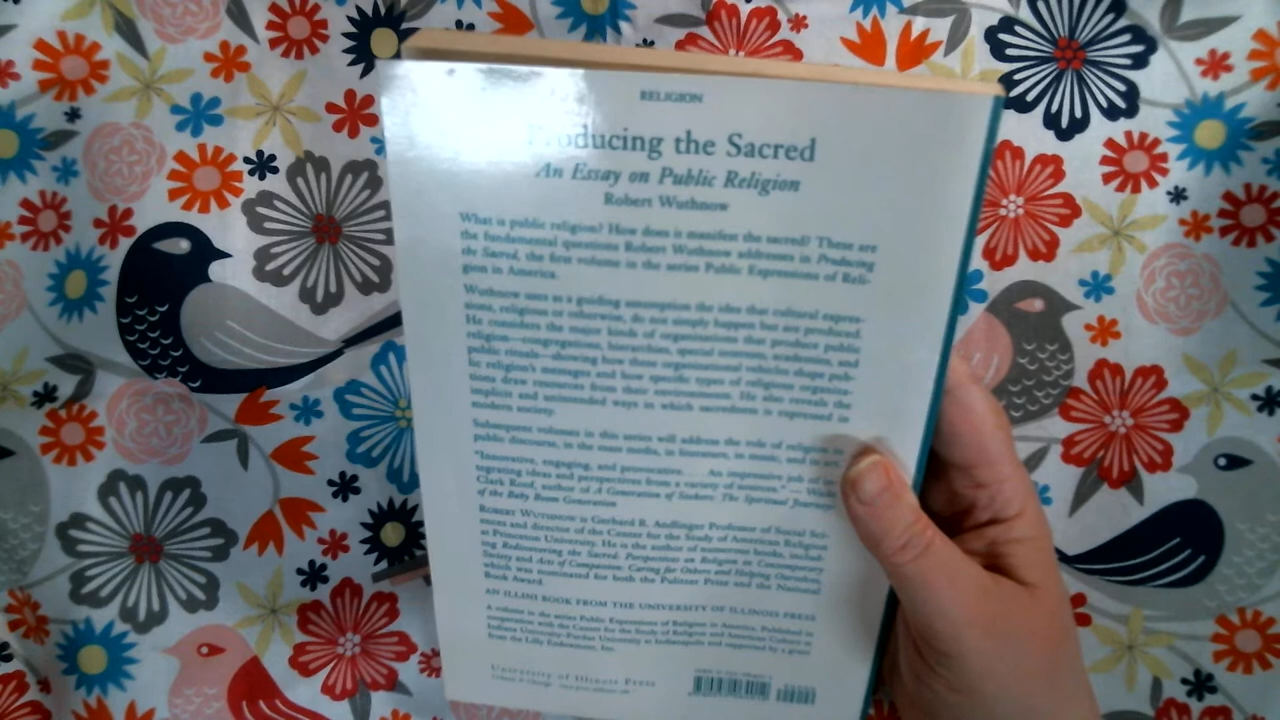 RELIGION
Producing the Sacred
An Essay on Public Religion
Robert Wuthnow
What is public religion? How does it manifest the sacred? These are
the fundamental questions Robert Wuthnow addresses in Producing
the Sacred, the first volume in the series Public Expressions of Reli-
gion in America.
Wuthnow uses as a guiding assumption the idea that cultural expres-
sions, religious or otherwise, do not simply happen but are produced.
He considers the major kinds of organizations that produce public
religion—congregations, hierarchies, special interests, academies, and
public rituals—showing how these organizational vehicles shape pub-
lic religion's messages and how specific types of religious organiza-
tions draw resources from their environments. He also reveals the
implicit and unintended ways in which sacredness is expressed in
modern society.
Subsequent volumes in this series will address the role of religion in
public discourse, in the mass media, in literature, in music, and
"Innovative, engaging, and provocative. . . . An impressive job of
tegrating ideas and perspectives from a variety of sources." —
Clark Roof, author of A Generation of Seekers: The Spiritual Journeys
of the Baby Boom Generation
ROBERT WUTHNOW is Gerhard R. Andlinger Professor of Social Sci-
ences and director of the Center for the Study of American Religion
at Princeton University. He is the author of numerous books, includ-
ing Rediscovering the Sacred: Perspectives on Religion in Contemporary
Society and Acts of Compassion: Caring for Others and Helping Ourselves,
which was nominated for both the Pulitzer Prize and the National
Book Award.
AN ILLINI BOOK FROM THE UNIVERSITY OF ILLINOIS PRESS
A volume in the series Public Expressions of Religion in America. Published in
cooperation with the Center for the Study of Religion and American Culture at
Indiana University-Purdue University at Indianapolis and supported by a grant
from the Lilly Endowment, Inc.
University of Illinois Press